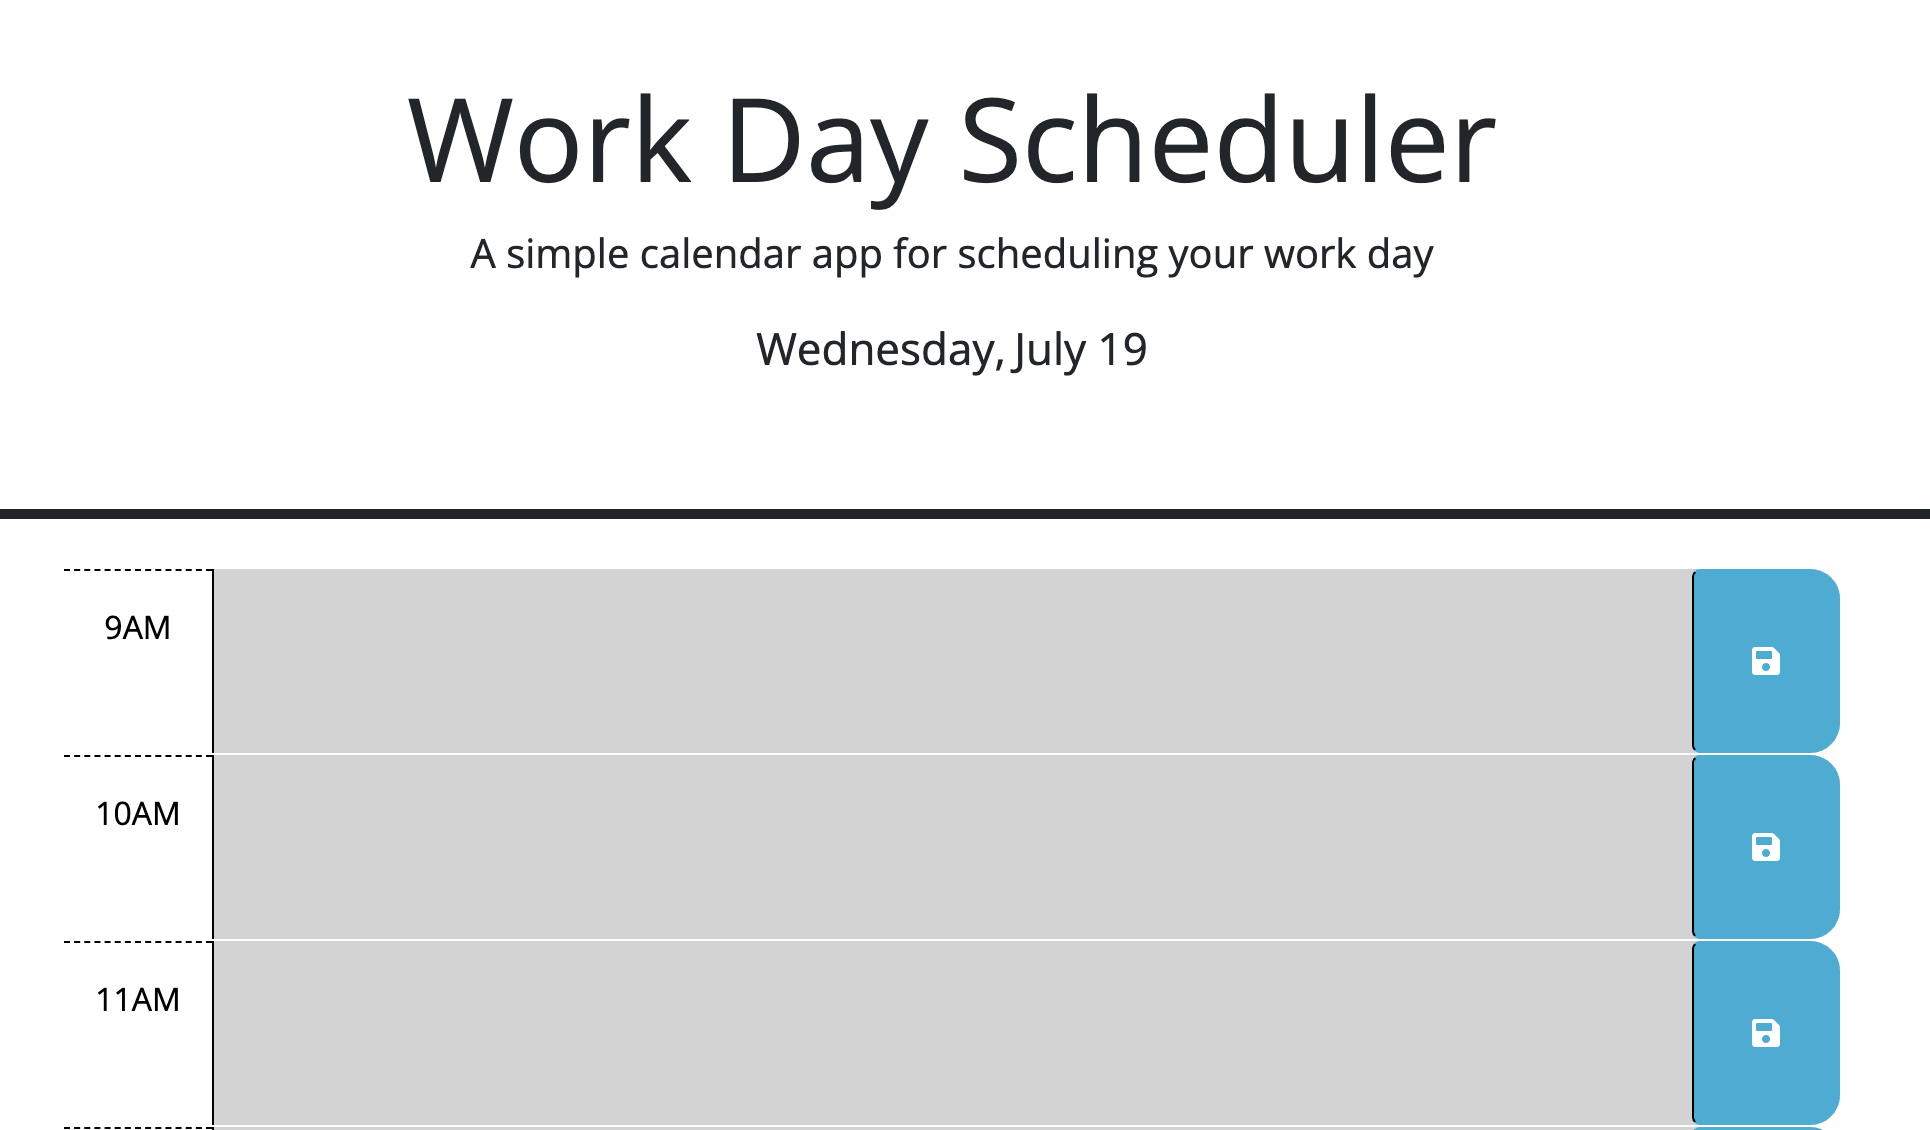 Work Day Scheduler
A simple calendar app for scheduling your work day
Wednesday, July 19
9AM
10AM
11AM